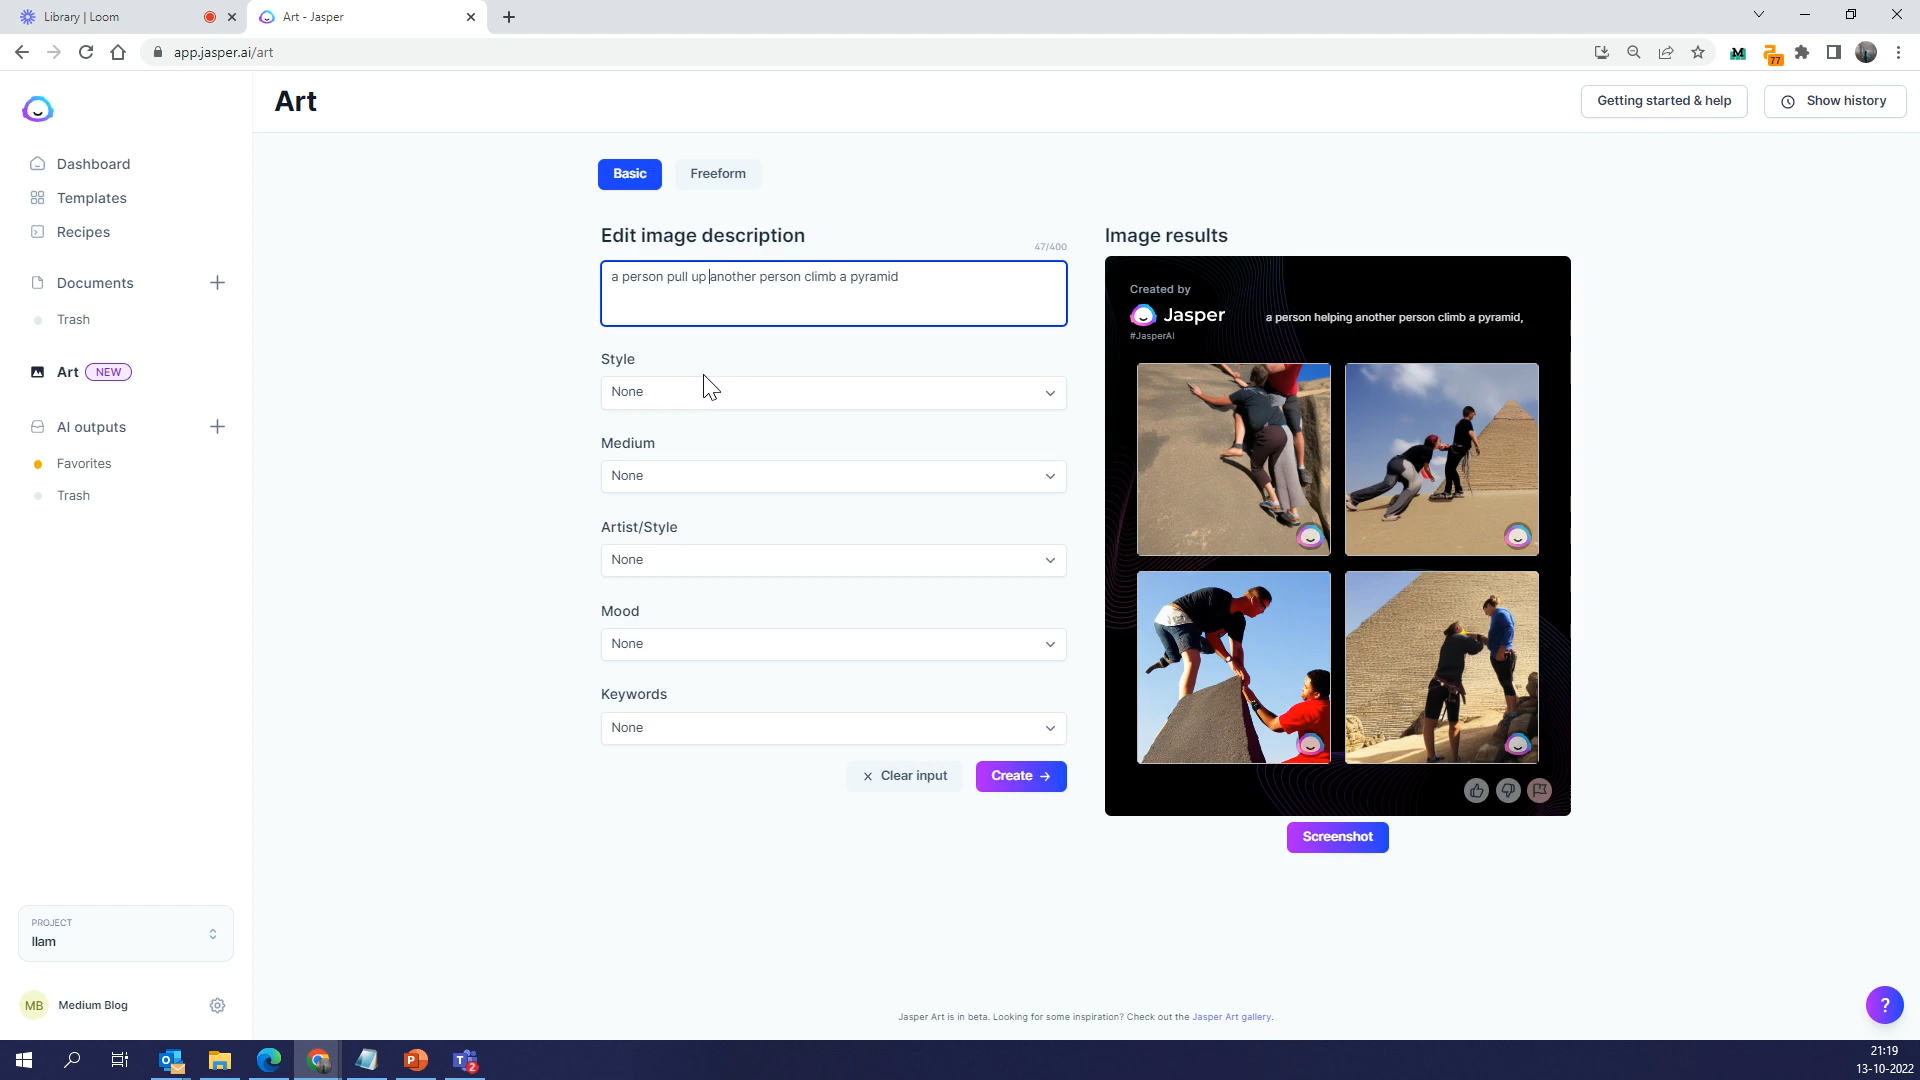 Library | Loom
Art - Jasper
app.jasper.ai/art
77
Art
Getting started & help
Show history
Dashboard
Templates
Recipes
Documents
Trash
Art NEW
AI outputs
Favorites
Trash
PROJECT
Ilam
MB Medium Blog
Basic
Freeform
Edit image description
47/400
a person pull up another person climb a pyramid
Style
None
Medium
None
Artist/Style
None
Mood
None
Keywords
None
Clear input
Create →
Image results
Created by
Jasper
#JasperAI
a person helping another person climb a pyramid,
Screenshot
Jasper Art is in beta. Looking for some inspiration? Check out the Jasper Art gallery.
?
2
21:19
13-10-2022